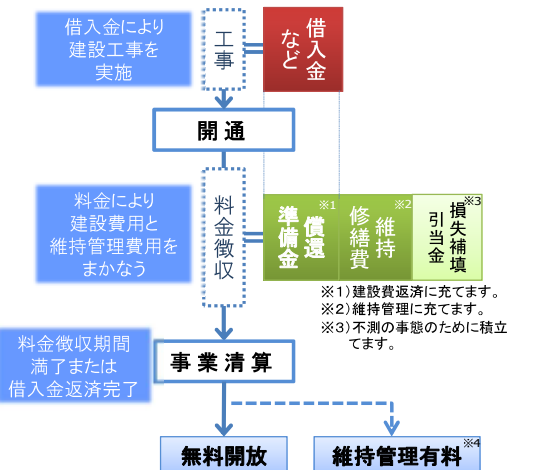 借入金により
建設工事を
実施
工事
借入金
など
開通
料金により
建設費用と
維持管理費用を
まかなう
料金徴収
※1
償還
準備金
※2
維持
修繕費
※3
損失補填
引当金
※1）建設費返済に充てます。
※2）維持管理に充てます。
※3）不測の事態のために積立
てます。
料金徴収期間
満了または
借入金返済完了
事業清算
無料開放
維持管理有料
※4